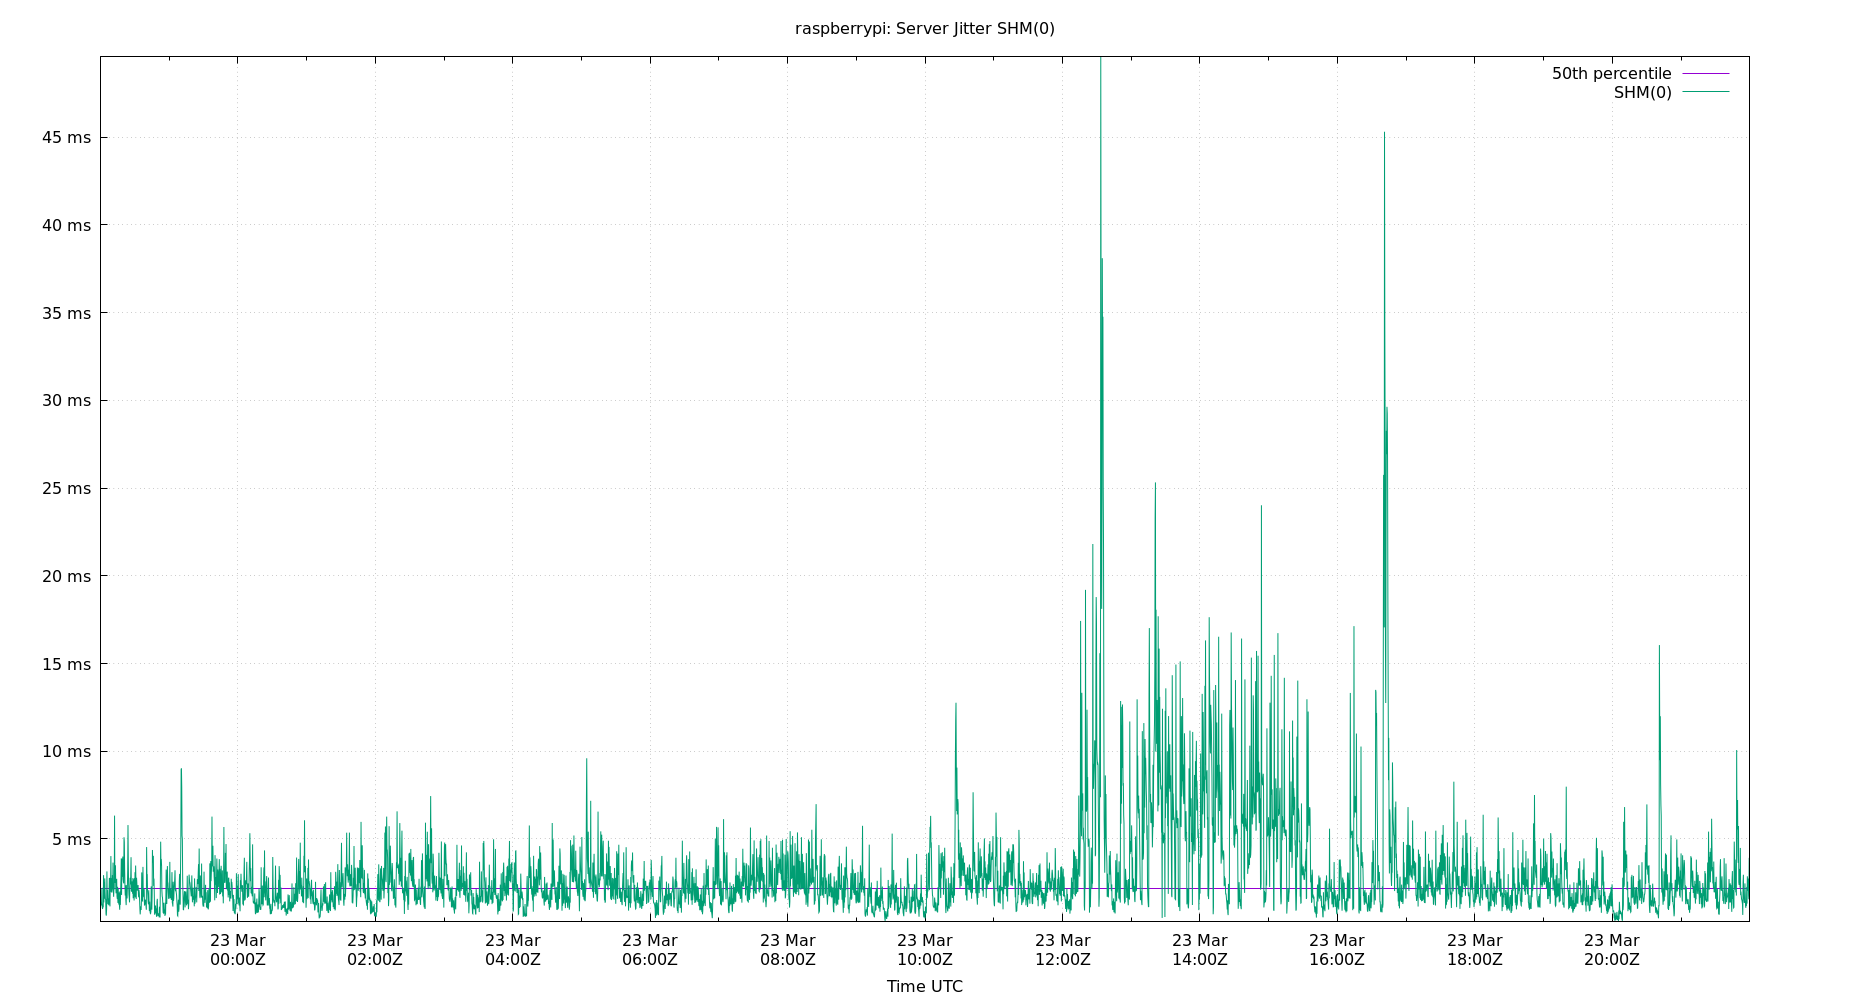 raspberrypi: Server Jitter SHM(0)
50th percentile
SHM(0)
45 ms
40 ms
35 ms
30 ms
25 ms
20 ms
15 ms
10 ms
5 ms
23 Mar 23 Mar 23 Mar 23 Mar 23 Mar 23 Mar 23 Mar 23 Mar 23 Mar 23 Mar 23 Mar
00:00Z 02:00Z 04:00Z 06:00Z 08:00Z 10:00Z 12:00Z 14:00Z 16:00Z 18:00Z 20:00Z
Time UTC